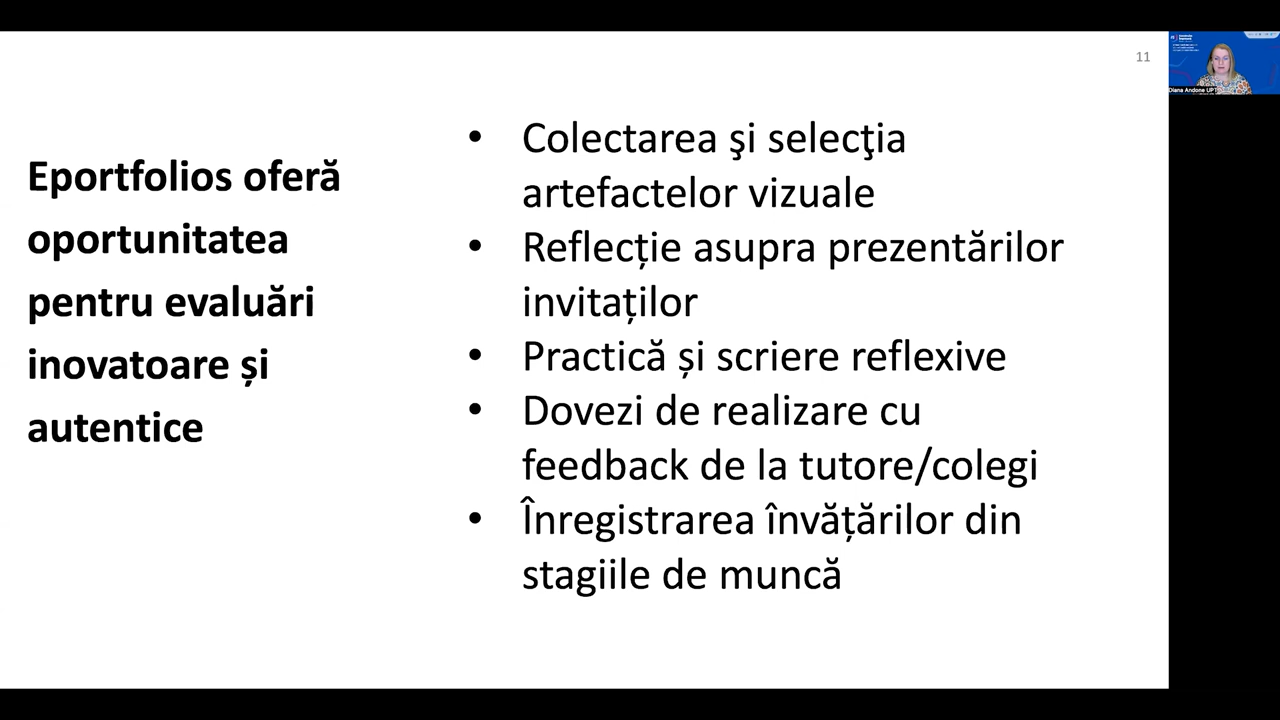 11
Eportfolios oferă
oportunitatea
pentru evaluări
inovatoare și
autentice
• Colectarea şi selecţia
artefactelor vizuale
• Reflecție asupra prezentărilor
invitaților
• Practică și scriere reflexive
• Dovezi de realizare cu
feedback de la tutore/colegi
• Înregistrarea învățărilor din
stagiile de muncă
Diana Andone UPT